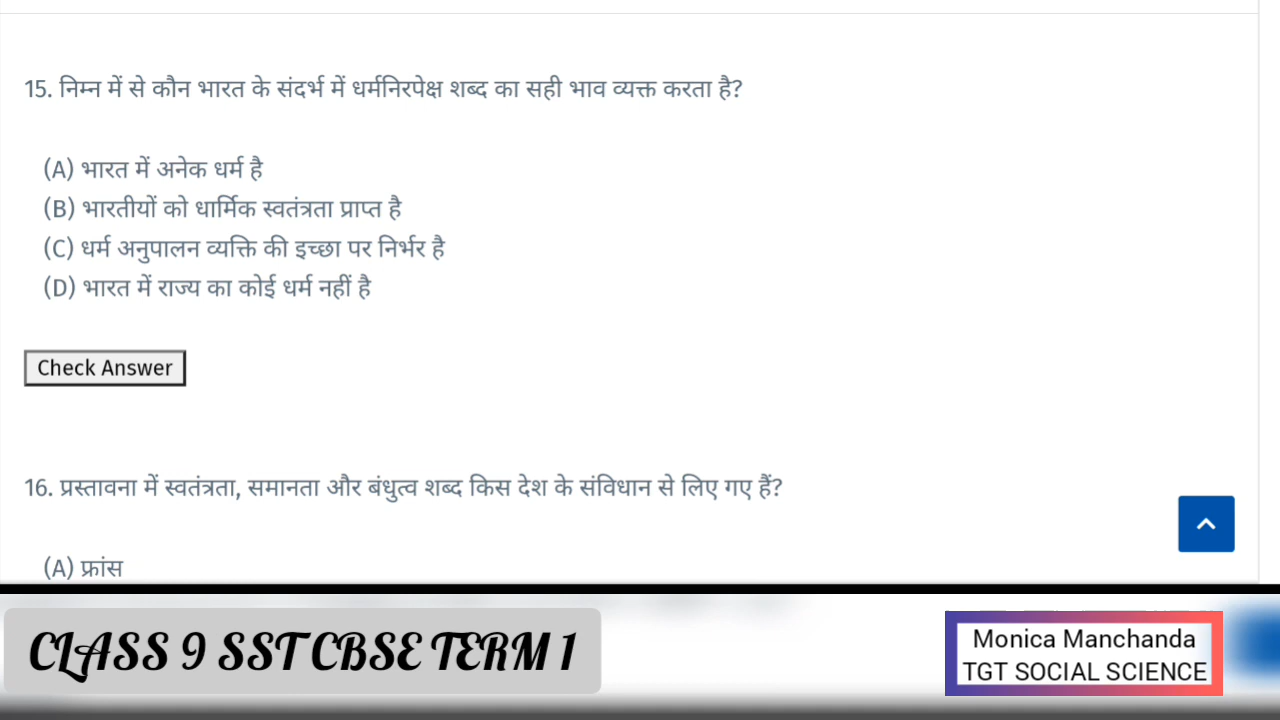 15. निम्न में से कौन भारत के संदर्भ में धर्मनिरपेक्ष शब्द का सही भाव व्यक्त करता है?
(A) भारत में अनेक धर्म है
(B) भारतीयों को धार्मिक स्वतंत्रता प्राप्त है
(C) धर्म अनुपालन व्यक्ति की इच्छा पर निर्भर है
(D) भारत में राज्य का कोई धर्म नहीं है
Check Answer
16. प्रस्तावना में स्वतंत्रता, समानता और बंधुत्व शब्द किस देश के संविधान से लिए गए हैं?
(A) फ्रांस
CLASS 9 SST CBSE TERM 1
Monica Manchanda
TGT SOCIAL SCIENCE